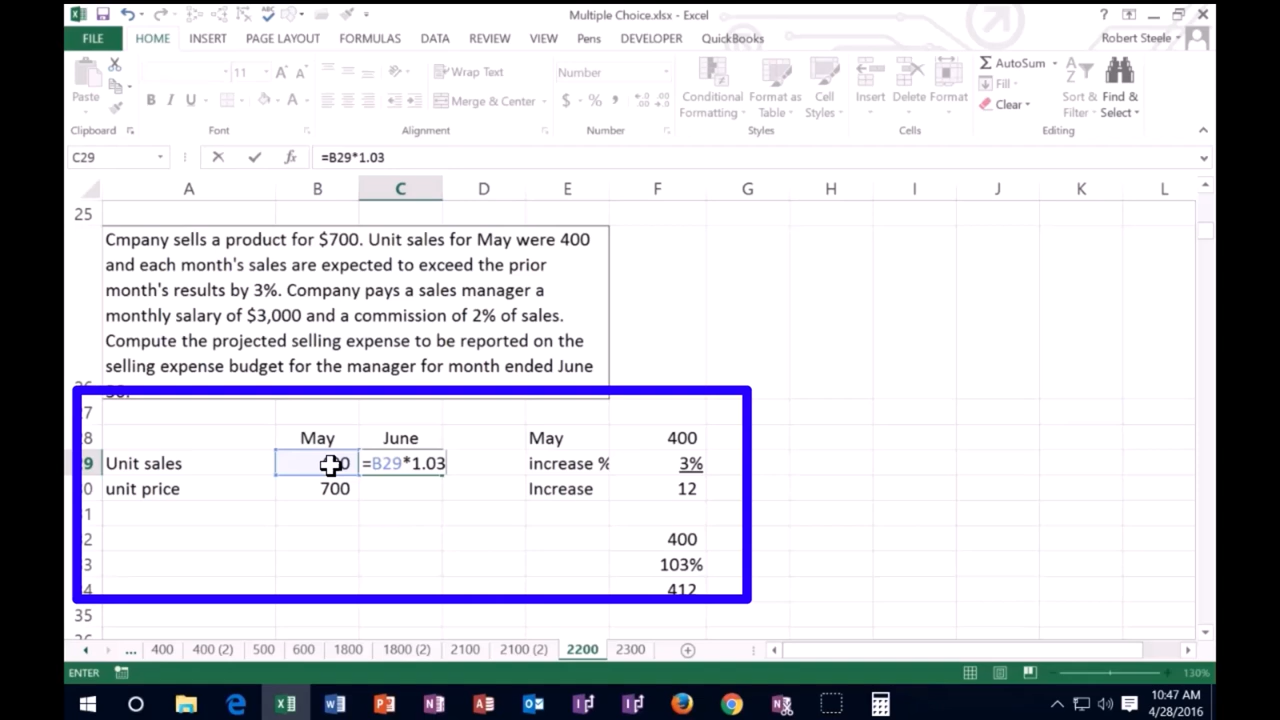 Multiple Choice.xlsx - Excel
FILE HOME INSERT PAGE LAYOUT FORMULAS DATA REVIEW VIEW Pens DEVELOPER QuickBooks Robert Steele
Paste
Clipboard
11
B I U
Font
Wrap Text
Merge & Center
Alignment
Number
$ % ,
Number
Conditional Formatting
Format as Table
Cell Styles
Styles
Insert Delete Format
Cells
AutoSum
Fill
Clear
Sort & Filter
Find & Select
Editing
C29 =B29*1.03
A B C D E F G H I J K L
25
Cmpany sells a product for $700. Unit sales for May were 400
and each month's sales are expected to exceed the prior
month's results by 3%. Company pays a sales manager a
monthly salary of $3,000 and a commission of 2% of sales.
Compute the projected selling expense to be reported on the
selling expense budget for the manager for month ended June
May June May 400
Unit sales =B29*1.03 increase % 3%
unit price 700 Increase 12
400
103%
412
35
... 400 400 (2) 500 600 1800 1800 (2) 2100 2100 (2) 2200 2300
ENTER 130%
10:47 AM
4/28/2016